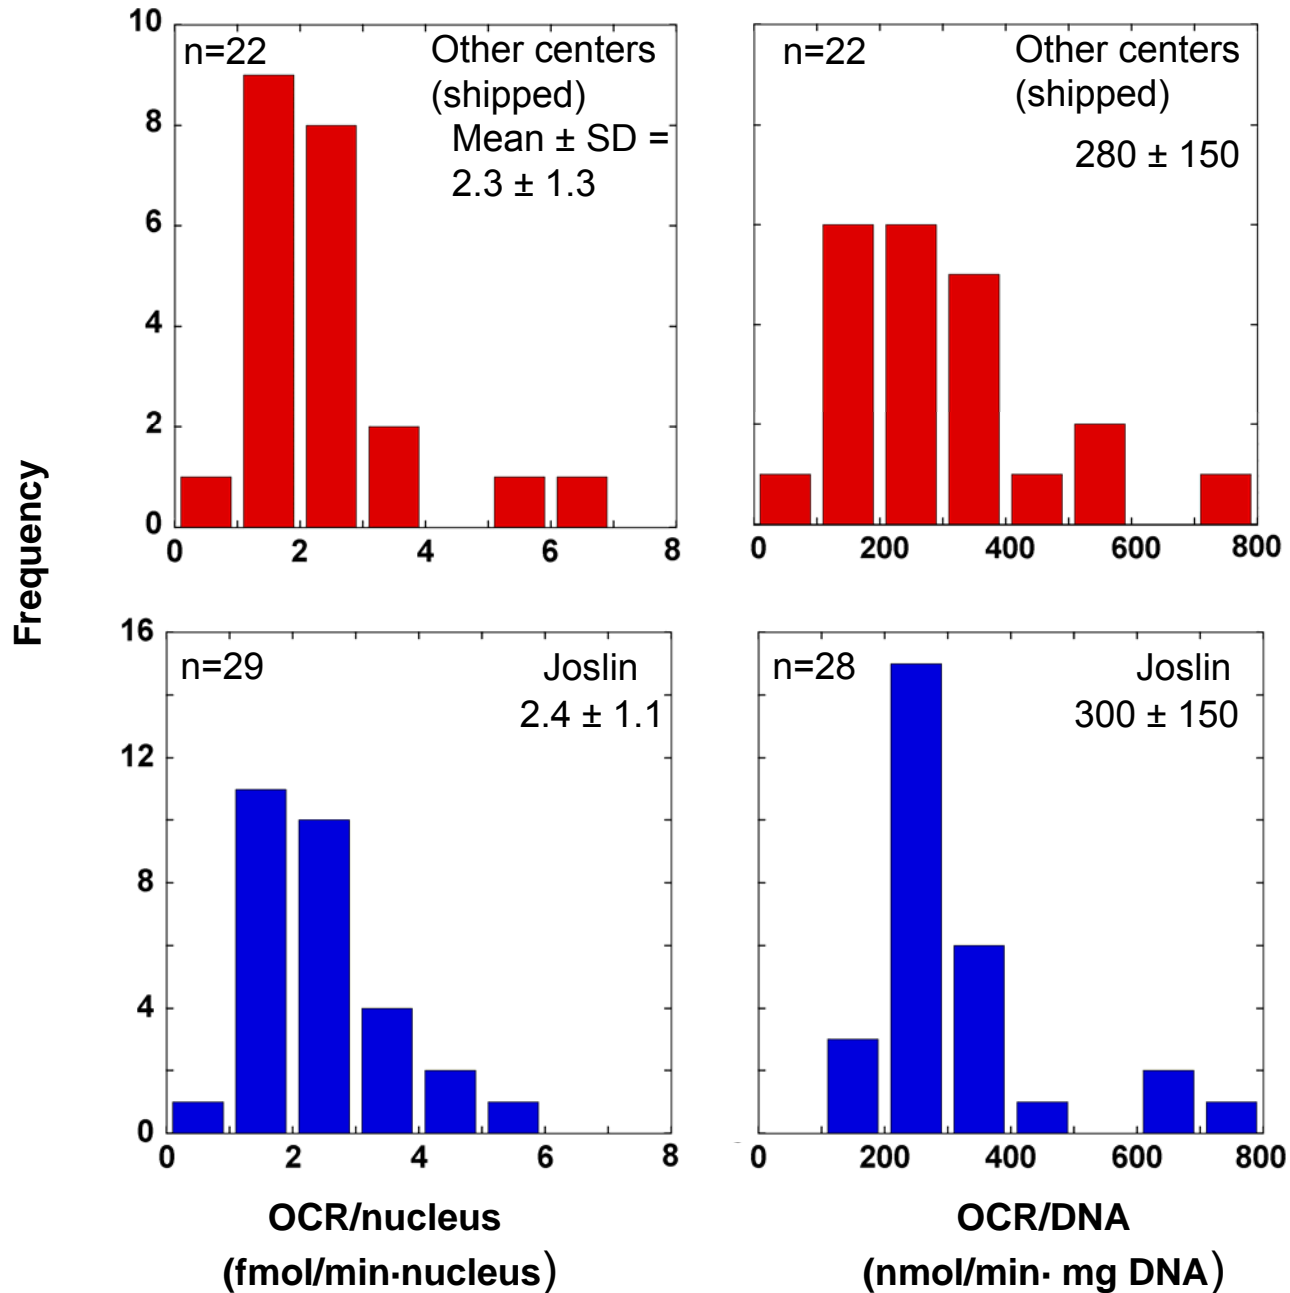 10
8
6
4
2
0
n=22
Other centers
(shipped)
Mean ± SD =
2.3 ± 1.3
0 2 4 6 8
n=22
Other centers
(shipped)
280 ± 150
0 200 400 600 800
Frequency
16
12
8
4
0
n=29
Joslin
2.4 ± 1.1
0 2 4 6 8
n=28
Joslin
300 ± 150
0 200 400 600 800
OCR/nucleus
(fmol/min·nucleus)
OCR/DNA
(nmol/min· mg DNA)